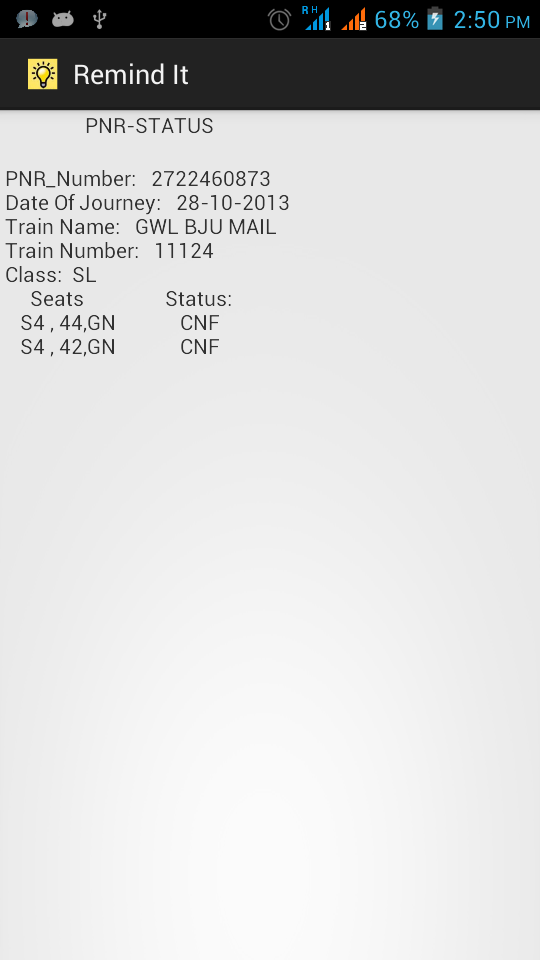 R H 1 2 68% 2:50 PM
Remind It
PNR-STATUS
PNR_Number: 2722460873
Date Of Journey: 28-10-2013
Train Name: GWL BJU MAIL
Train Number: 11124
Class: SL
Seats Status:
S4 , 44,GN CNF
S4 , 42,GN CNF